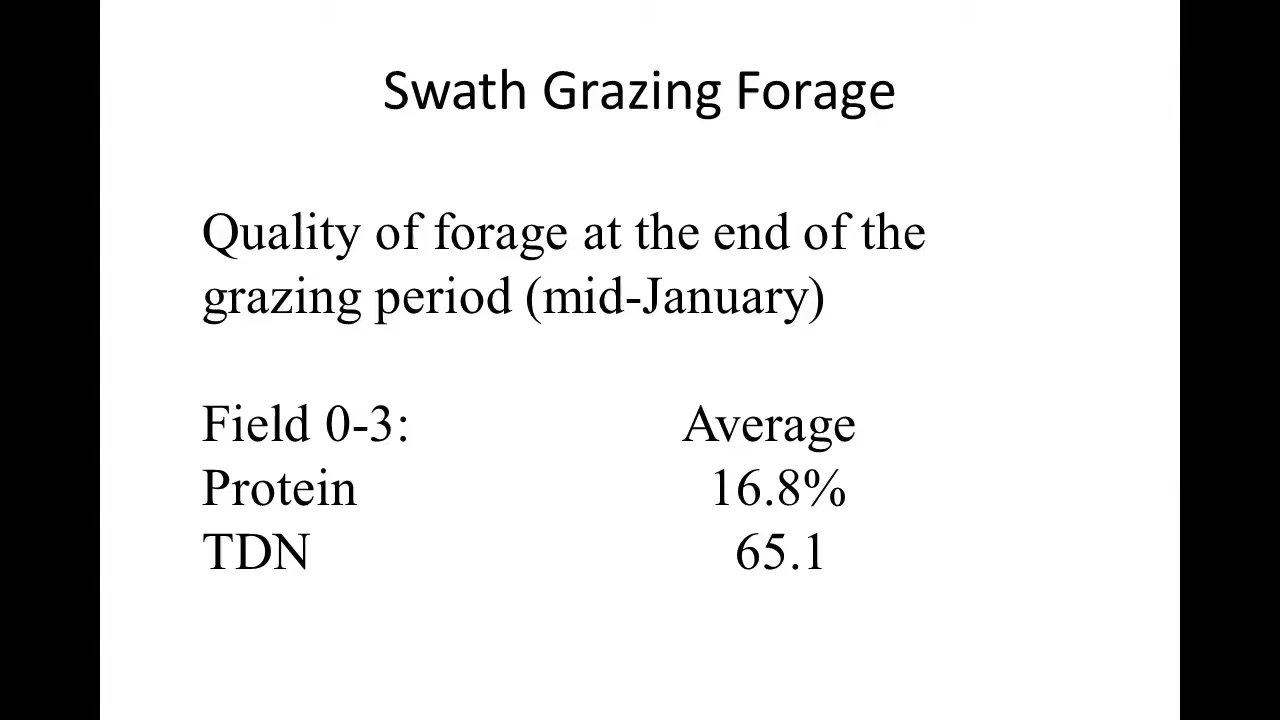 Swath Grazing Forage
Quality of forage at the end of the
grazing period (mid-January)
Field 0-3: Average
Protein 16.8%
TDN 65.1